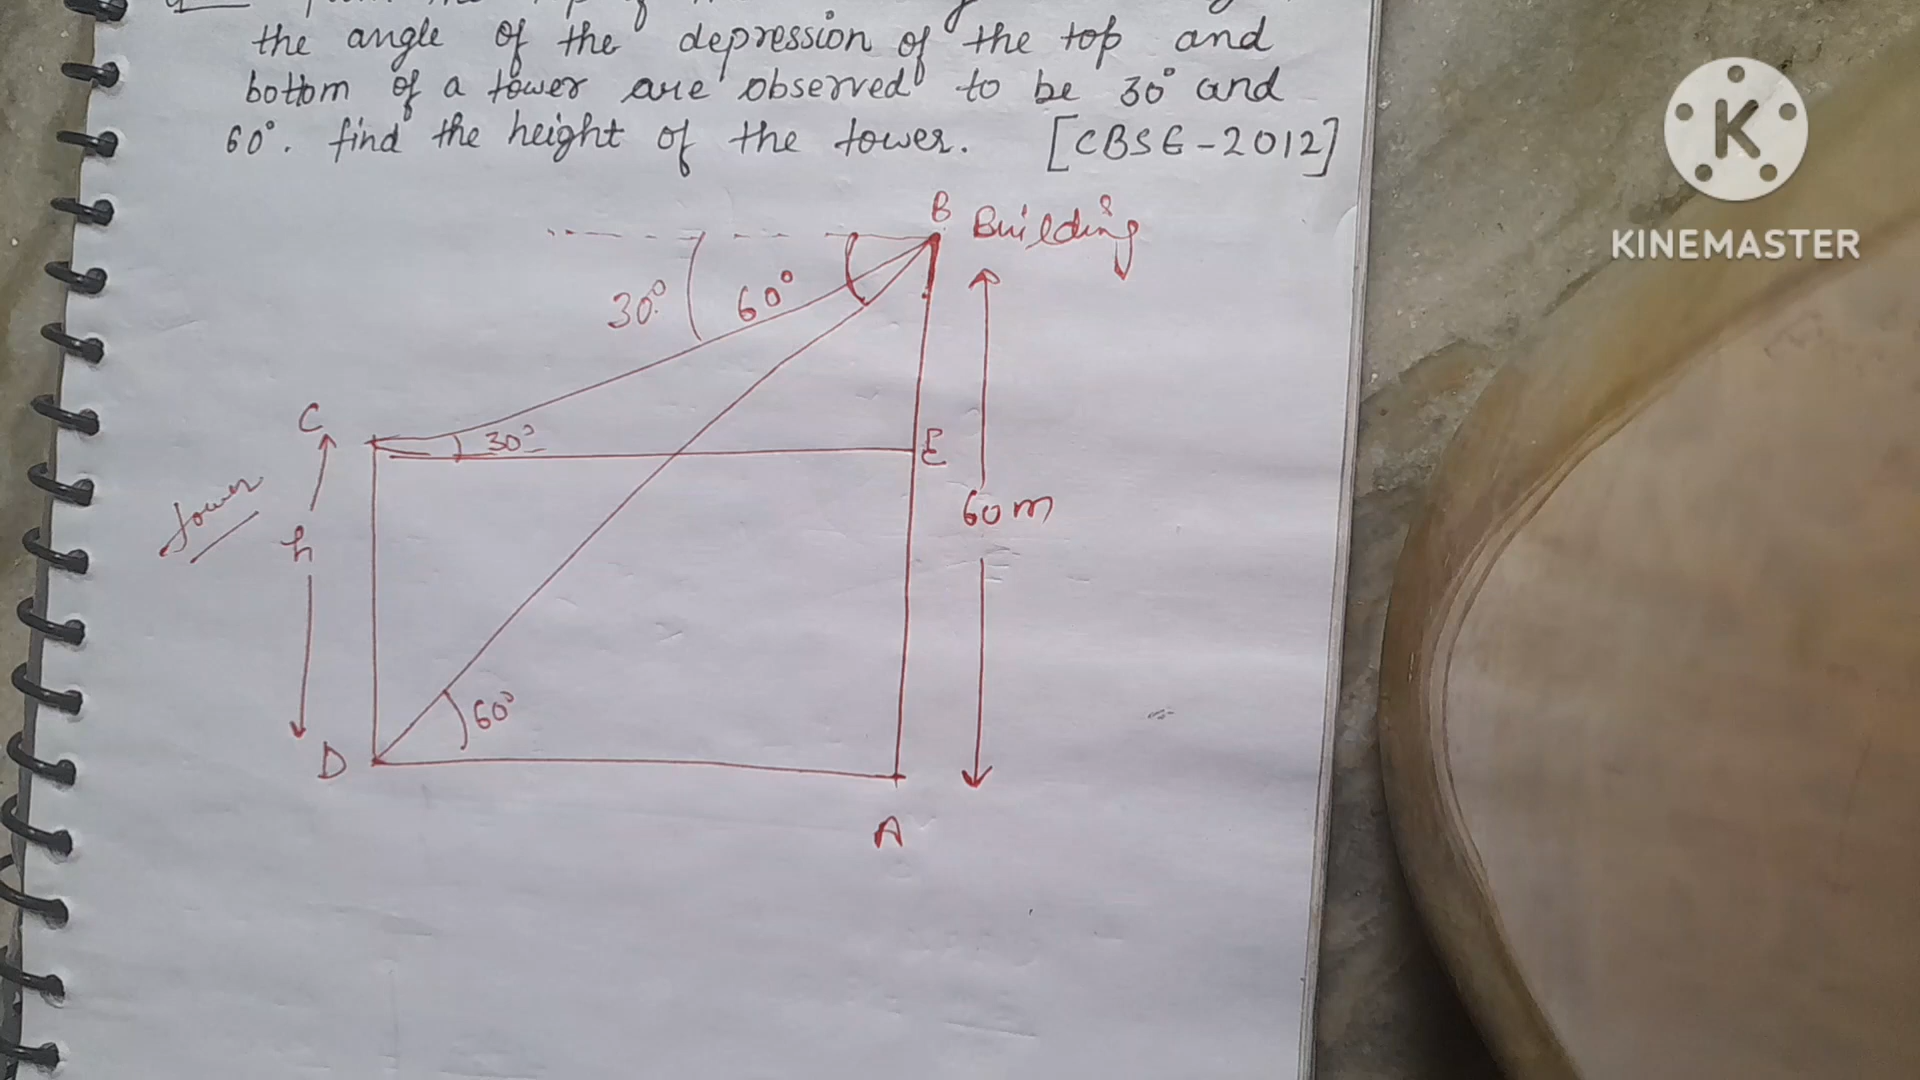 the angle of the depression of the top and
bottom of a tower are observed to be 30° and
60°. find the height of the tower. [CBSE-2012]
K
KINEMASTER
B Building
30°
60°
C
30°
E
tower
h
60m
60°
D
A